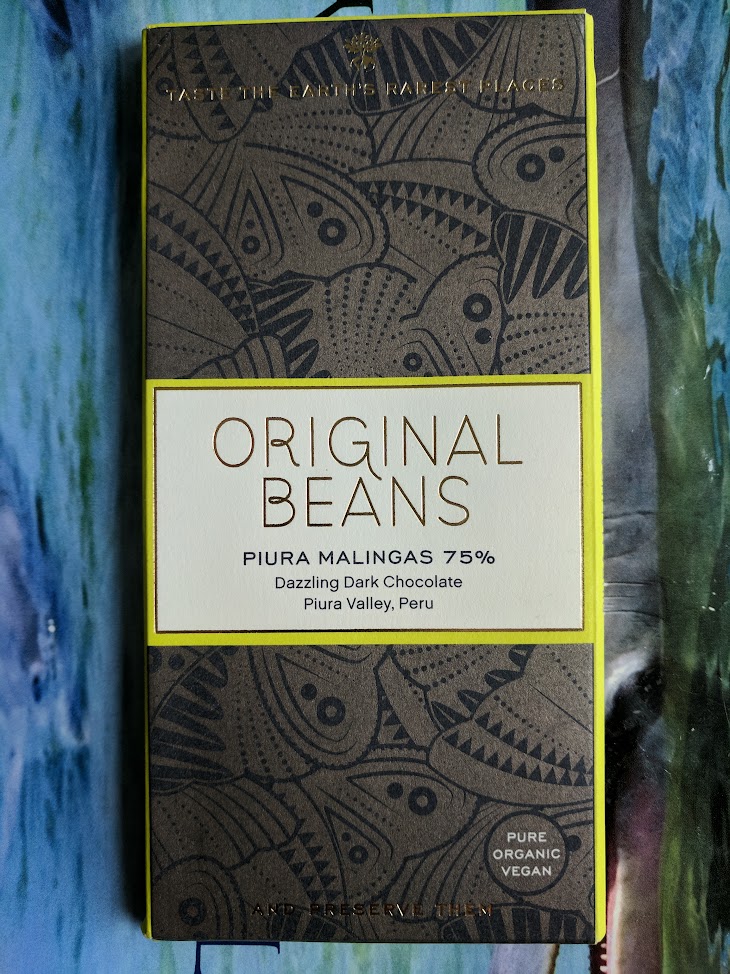 TASTE THE EARTH'S RAREST PLACES
ORIGINAL
BEANS
PIURA MALINGAS 75%
Dazzling Dark Chocolate
Piura Valley, Peru
PURE
ORGANIC
VEGAN
AND PRESERVE THEM